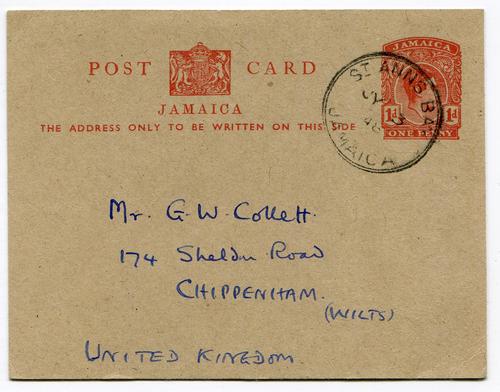 POST CARD
JAMAICA
THE ADDRESS ONLY TO BE WRITTEN ON THIS SIDE
JAMAICA
1d 1d
ONE PENNY
ST ANNS BA
JAMAICA
Mr. G. W. Collett.
174 Sheldon Road
CHIPPENHAM.
(WILTS)
UNITED KINGDOM